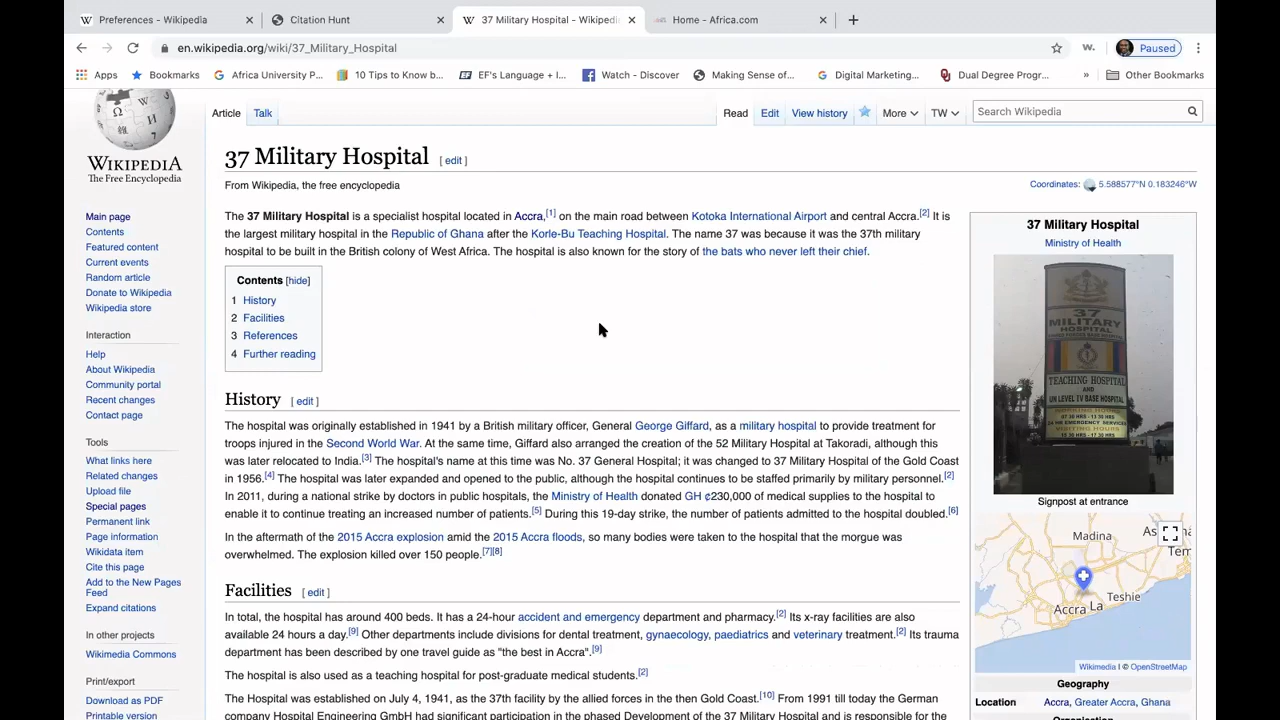 Preferences – Wikipedia
Citation Hunt
37 Military Hospital - Wikipedi
Home - Africa.com
en.wikipedia.org/wiki/37_Military_Hospital
W.
Paused
Apps
Bookmarks
Africa University P...
10 Tips to Know b...
EF's Language + I...
Watch - Discover
Making Sense of...
Digital Marketing...
Dual Degree Progr...
»
Other Bookmarks
WIKIPEDIA
The Free Encyclopedia
Main page
Contents
Featured content
Current events
Random article
Donate to Wikipedia
Wikipedia store
Interaction
Help
About Wikipedia
Community portal
Recent changes
Contact page
Tools
What links here
Related changes
Upload file
Special pages
Permanent link
Page information
Wikidata item
Cite this page
Add to the New Pages
Feed
Expand citations
In other projects
Wikimedia Commons
Print/export
Download as PDF
Printable version
Article
Talk
Read
Edit
View history
More
TW
Search Wikipedia
37 Military Hospital [ edit ]
From Wikipedia, the free encyclopedia
Coordinates: 5.588577°N 0.183246°W
The 37 Military Hospital is a specialist hospital located in Accra,[1] on the main road between Kotoka International Airport and central Accra.[2] It is
the largest military hospital in the Republic of Ghana after the Korle-Bu Teaching Hospital. The name 37 was because it was the 37th military
hospital to be built in the British colony of West Africa. The hospital is also known for the story of the bats who never left their chief.
Contents [hide]
1 History
2 Facilities
3 References
4 Further reading
History [ edit ]
The hospital was originally established in 1941 by a British military officer, General George Giffard, as a military hospital to provide treatment for
troops injured in the Second World War. At the same time, Giffard also arranged the creation of the 52 Military Hospital at Takoradi, although this
was later relocated to India.[3] The hospital's name at this time was No. 37 General Hospital; it was changed to 37 Military Hospital of the Gold Coast
in 1956.[4] The hospital was later expanded and opened to the public, although the hospital continues to be staffed primarily by military personnel.[2]
In 2011, during a national strike by doctors in public hospitals, the Ministry of Health donated GH ¢230,000 of medical supplies to the hospital to
enable it to continue treating an increased number of patients.[5] During this 19-day strike, the number of patients admitted to the hospital doubled.[6]
In the aftermath of the 2015 Accra explosion amid the 2015 Accra floods, so many bodies were taken to the hospital that the morgue was
overwhelmed. The explosion killed over 150 people.[7][8]
Facilities [ edit ]
In total, the hospital has around 400 beds. It has a 24-hour accident and emergency department and pharmacy.[2] Its x-ray facilities are also
available 24 hours a day.[9] Other departments include divisions for dental treatment, gynaecology, paediatrics and veterinary treatment.[2] Its trauma
department has been described by one travel guide as "the best in Accra".[9]
The hospital is also used as a teaching hospital for post-graduate medical students.[2]
The Hospital was established on July 4, 1941, as the 37th facility by the allied forces in the then Gold Coast.[10] From 1991 till today the German
company Hospital Engineering GmbH had significant participation in the phased Development of the 37 Military Hospital and is responsible for the
37 Military Hospital
Ministry of Health
37
MILITARY
HOSPITAL
TEACHING HOSPITAL
AND
UN LEVEL IV BASE HOSPITAL
24 HR EMERGENCY SERVICES
VISITING HOURS
Signpost at entrance
Madina
Teshie
Accra
La
Wikimedia | © OpenStreetMap
Geography
Location Accra, Greater Accra, Ghana